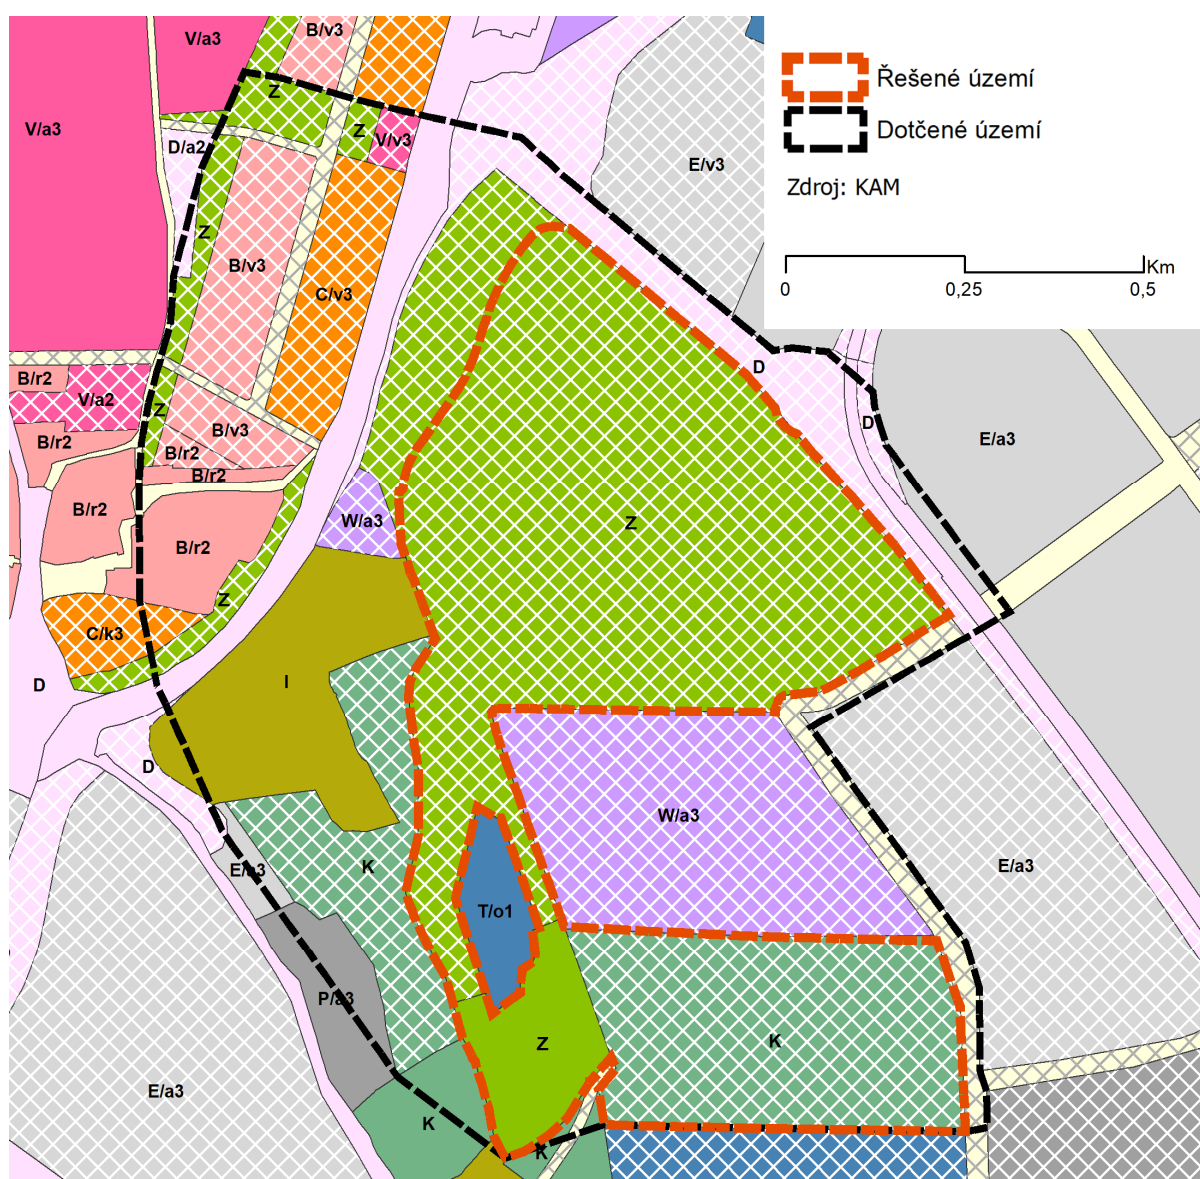 V/a3
B/v3
Z
V/a3
D/a2
Z
V/v3
E/v3
Řešené území
Dotčené území
Zdroj: KAM
Km
0
0,25
0,5
Z
B/v3
C/v3
B/r2
V/a2
Z
B/r2
B/v3
B/r2
B/r2
D
D
E/a3
B/r2
B/r2
W/a3
Z
Z
C/k3
D
I
D
W/a3
E/a3
K
E/a3
T/o1
P/a3
Z
K
E/a3
K
K